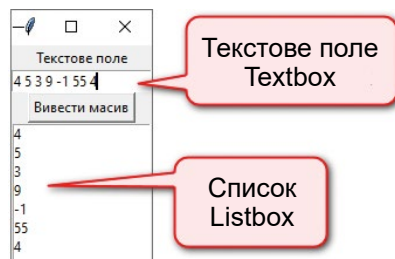 Текстове поле
4 5 3 9 -1 55 4
Вивести масив
4
5
3
9
-1
55
4
Текстове поле
Textbox
Список
Listbox